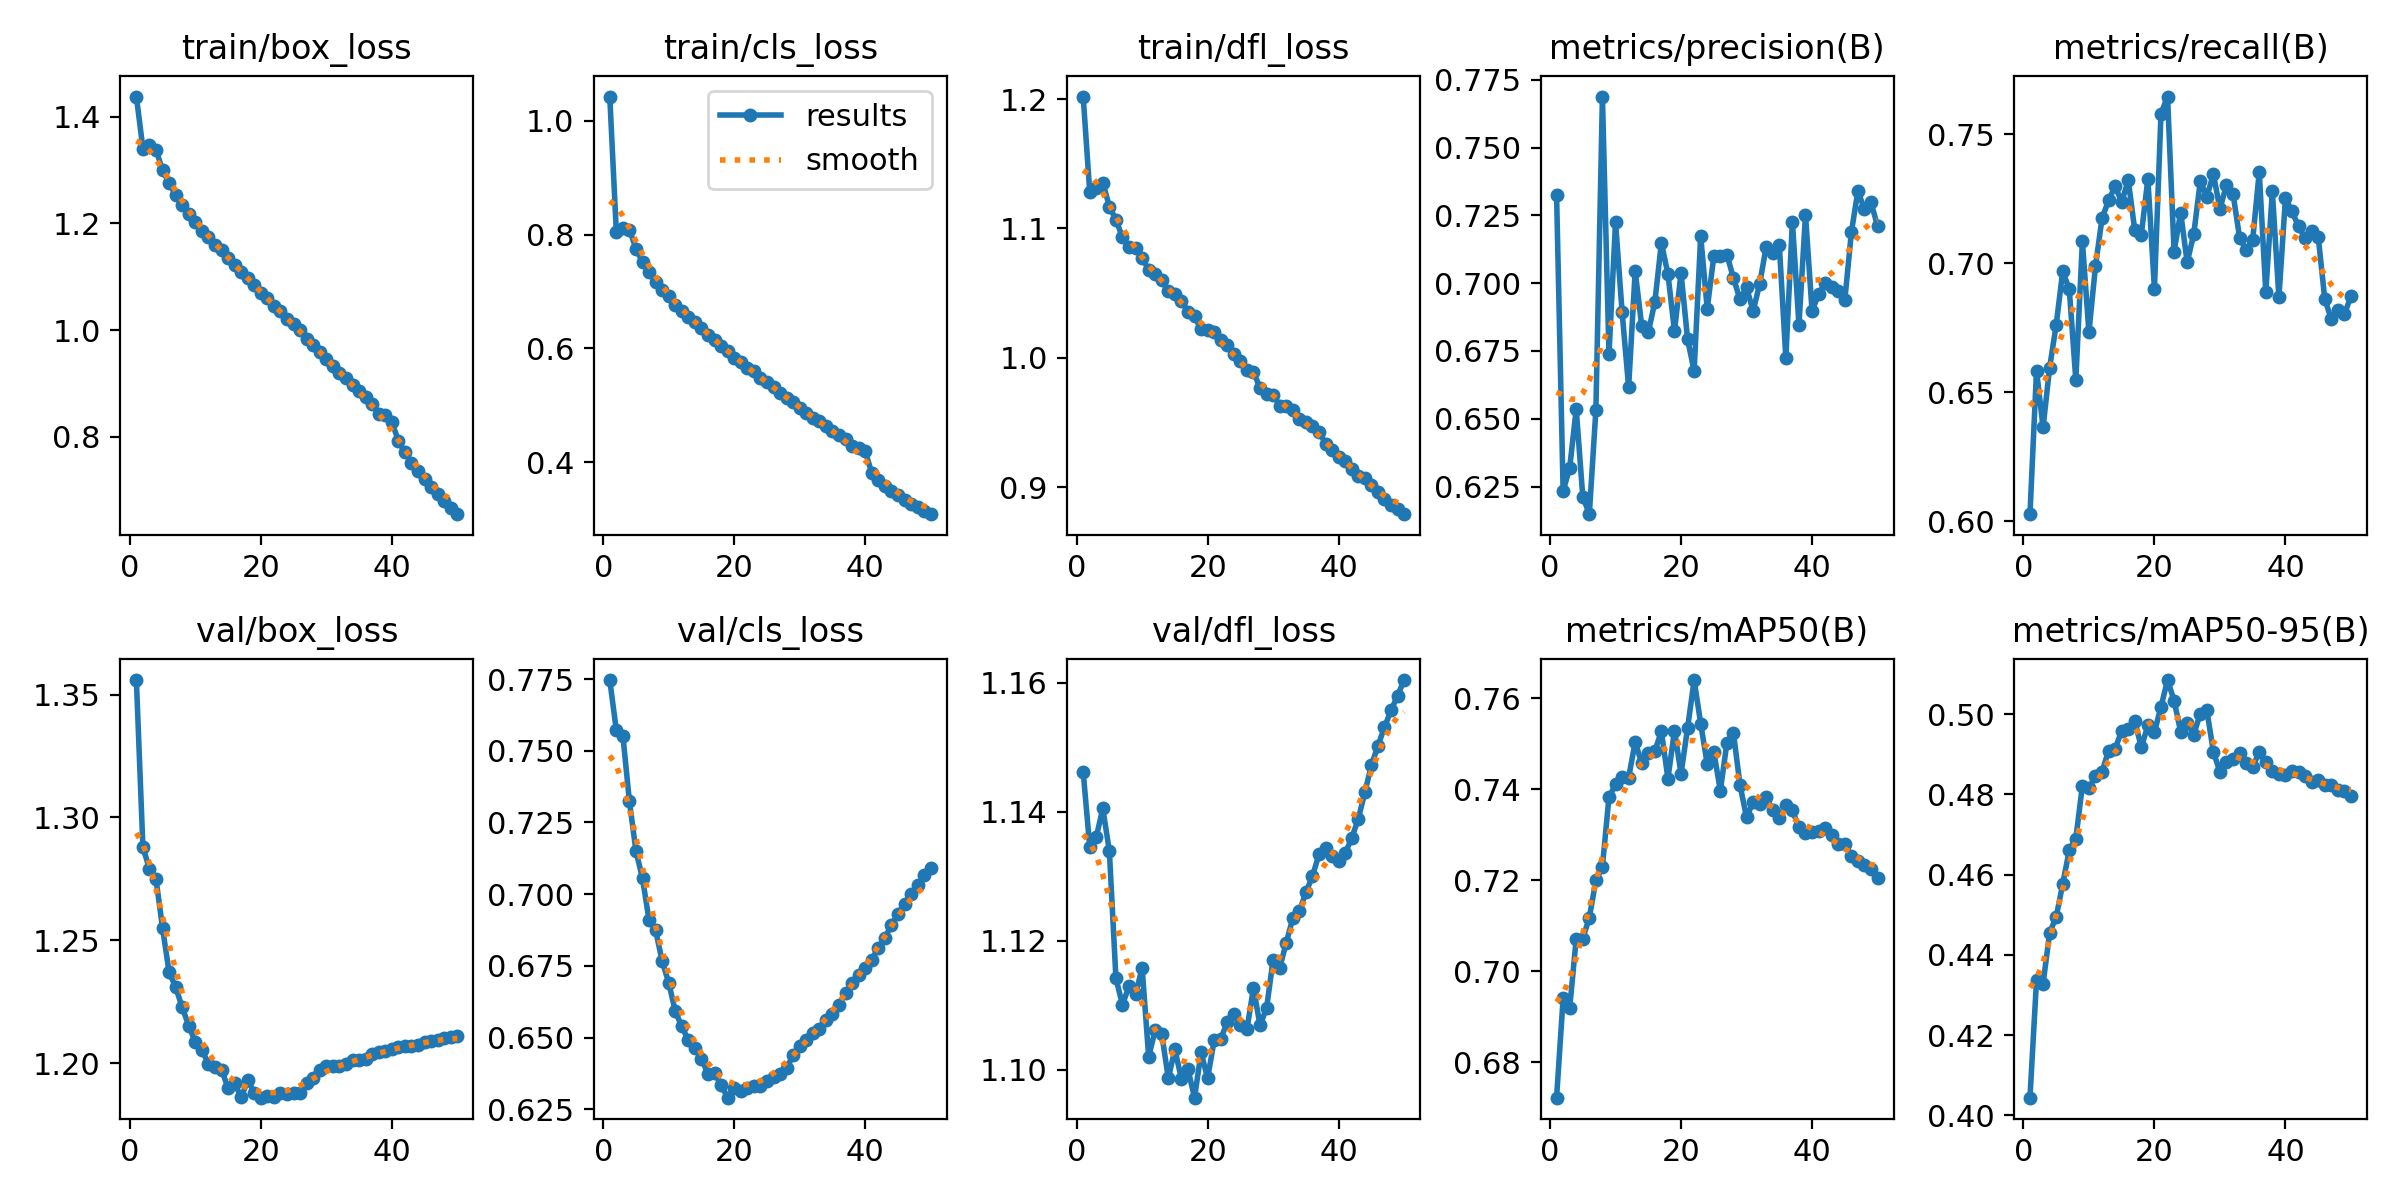 train/box_loss
1.4
1.2
1.0
0.8
0 20 40
train/cls_loss
results
smooth
1.0
0.8
0.6
0.4
0 20 40
train/dfl_loss
1.2
1.1
1.0
0.9
0 20 40
metrics/precision(B)
0.775
0.750
0.725
0.700
0.675
0.650
0.625
0 20 40
metrics/recall(B)
0.75
0.70
0.65
0.60
0 20 40
val/box_loss
1.35
1.30
1.25
1.20
0 20 40
val/cls_loss
0.775
0.750
0.725
0.700
0.675
0.650
0.625
0 20 40
val/dfl_loss
1.16
1.14
1.12
1.10
0 20 40
metrics/mAP50(B)
0.76
0.74
0.72
0.70
0.68
0 20 40
metrics/mAP50-95(B)
0.50
0.48
0.46
0.44
0.42
0.40
0 20 40